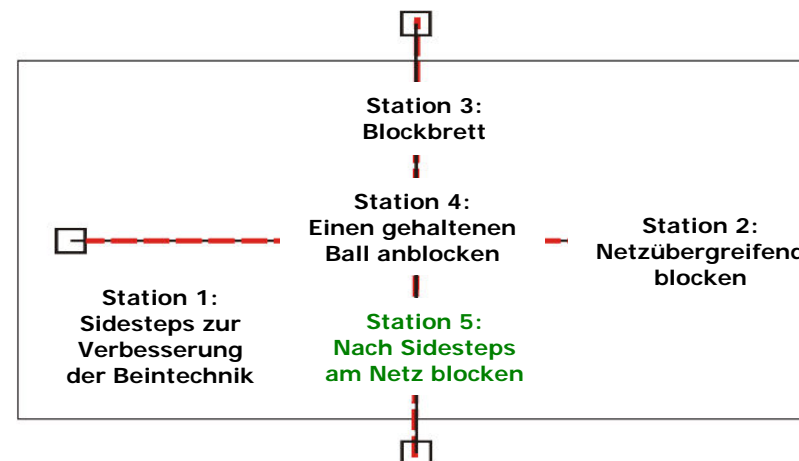 Station 3:
Blockbrett
Station 4:
Einen gehaltenen
Ball anblocken
Station 2:
Netzübergreifend
blocken
Station 1:
Sidesteps zur
Verbesserung
der Beintechnik
Station 5:
Nach Sidesteps
am Netz blocken